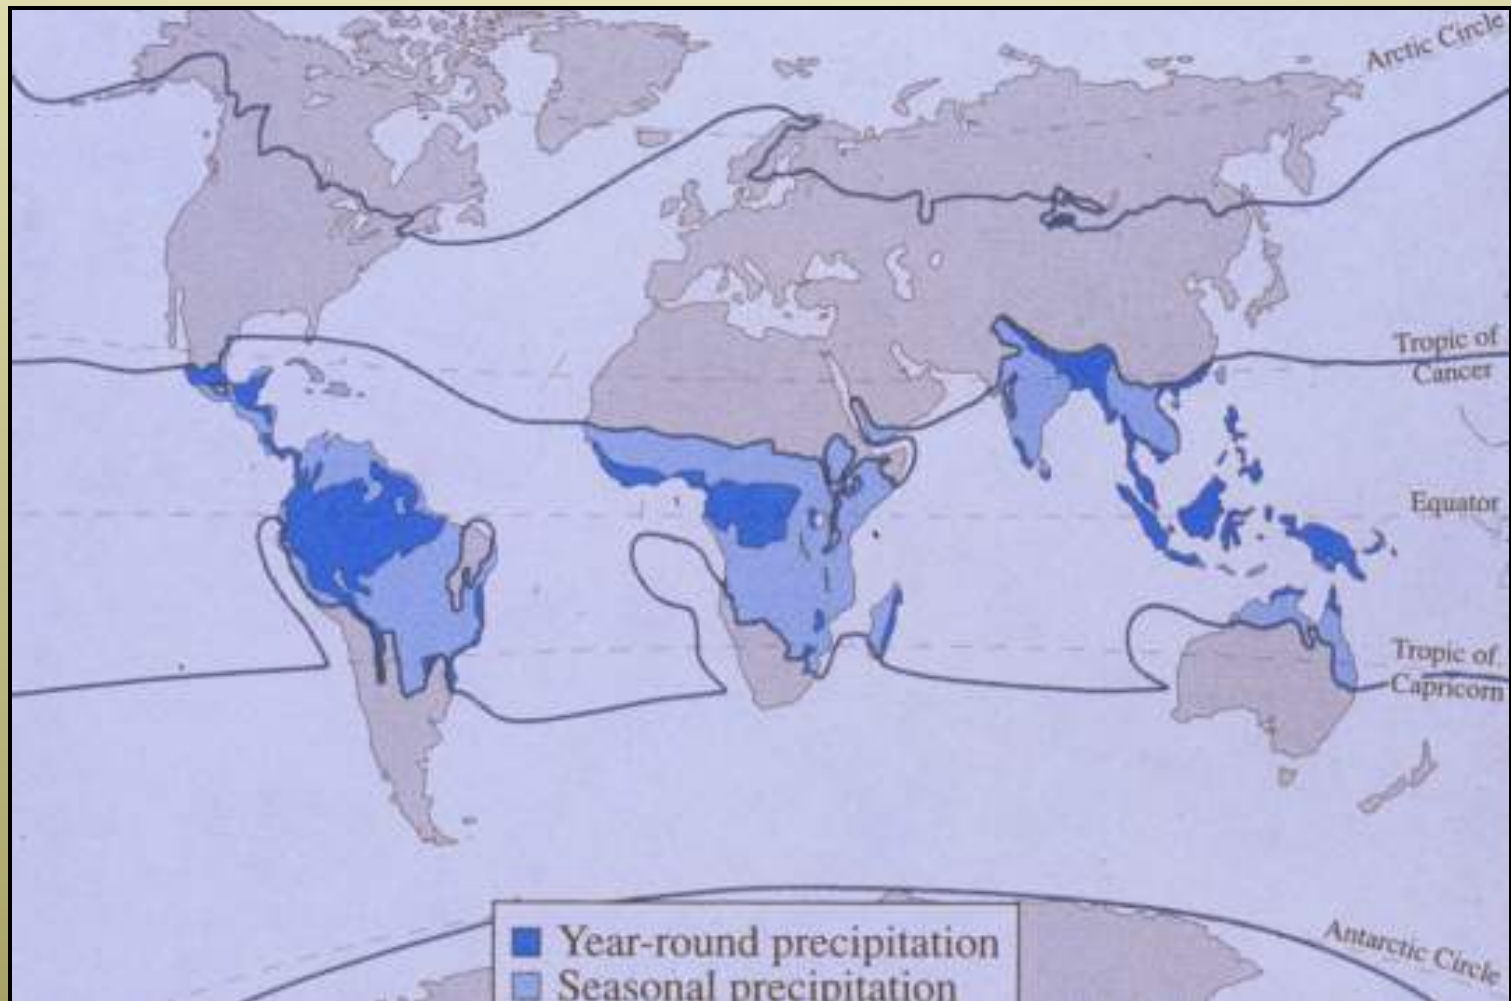 Arctic Circle
Tropic of
Cancer
Equator
Tropic of
Capricorn
Antarctic Circle
Year-round precipitation
Seasonal precipitation